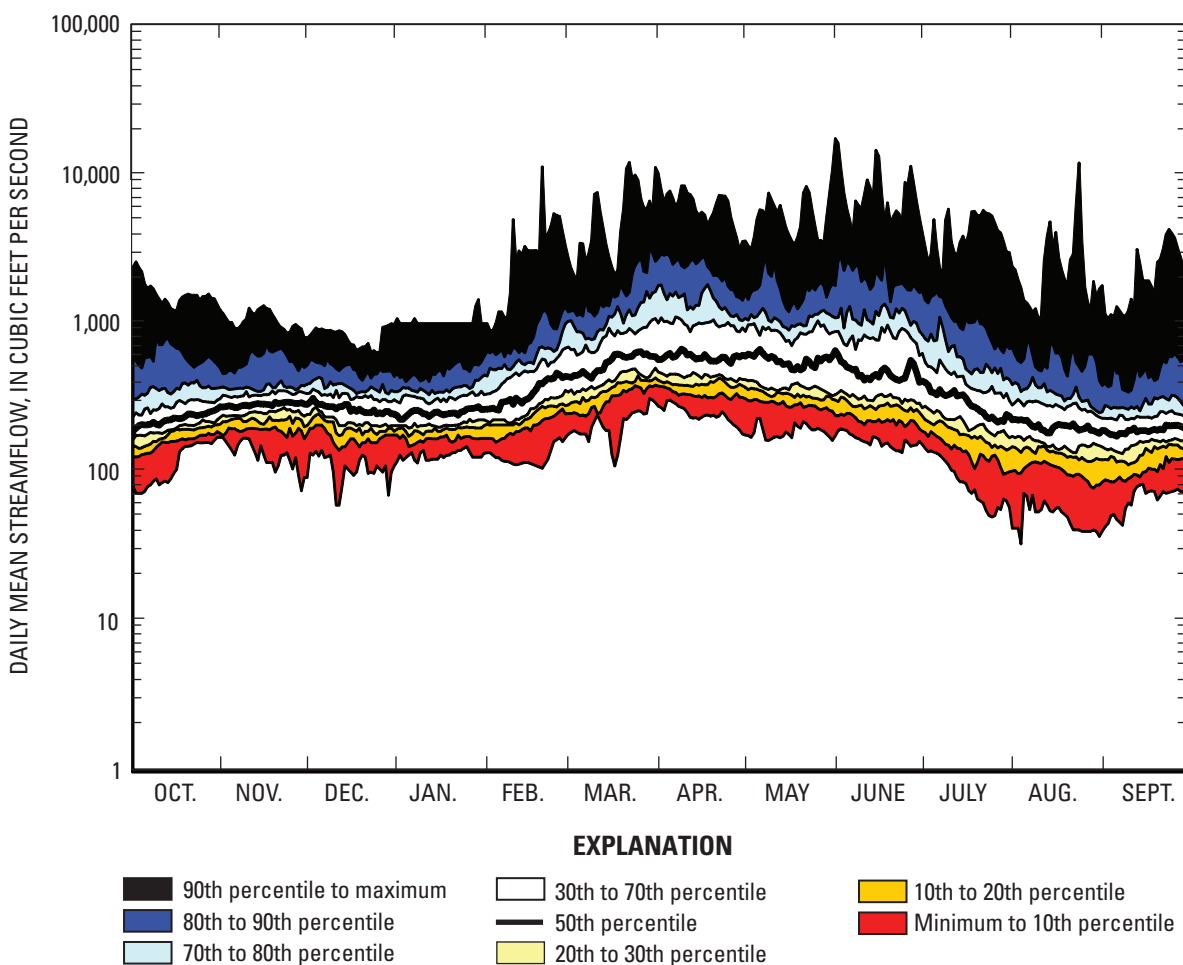 DAILY MEAN STREAMFLOW, IN CUBIC FEET PER SECOND
100,000
10,000
1,000
100
10
1
OCT. NOV. DEC. JAN. FEB. MAR. APR. MAY JUNE JULY AUG. SEPT.
EXPLANATION
90th percentile to maximum
80th to 90th percentile
70th to 80th percentile
30th to 70th percentile
50th percentile
20th to 30th percentile
10th to 20th percentile
Minimum to 10th percentile